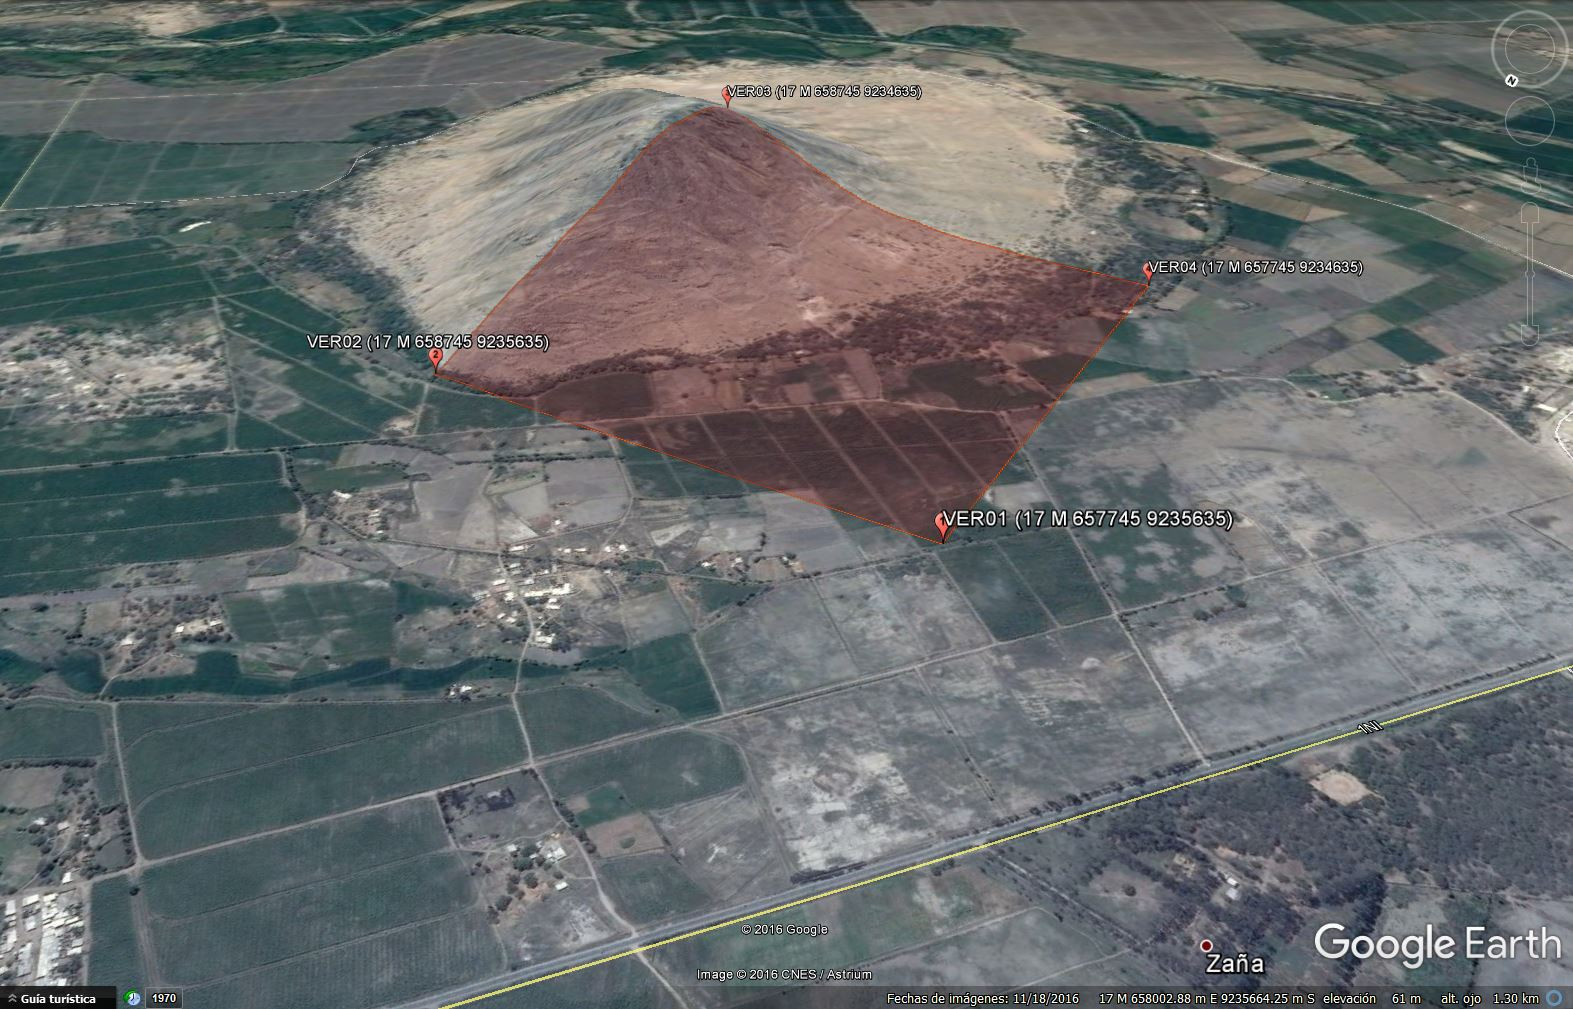 N
VER03 (17 M 658745 9234635)
VER04 (17 M 657745 9234635)
VER02 (17 M 658745 9235635)
2
VER01 (17 M 657745 9235635)
1NI
© 2016 Google
Google Earth
Zaña
Image © 2016 CNES / Astrium
Guía turística
1970
Fechas de imágenes: 11/18/2016 17 M 658002.88 m E 9235664.25 m S elevación 61 m alt. ojo 1.30 km